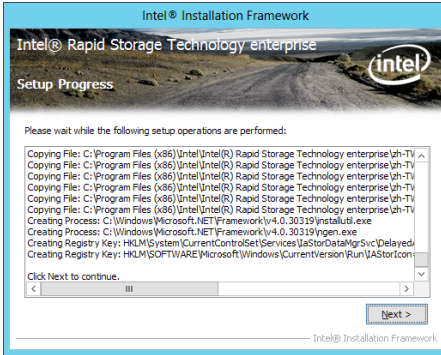 Intel® Installation Framework
Intel® Rapid Storage Technology enterprise
Setup Progress
intel
Please wait while the following setup operations are performed:
Copying File: C:\Program Files (x86)\Intel\Intel(R) Rapid Storage Technology enterprise\zh-TW
Copying File: C:\Program Files (x86)\Intel\Intel(R) Rapid Storage Technology enterprise\zh-TW
Copying File: C:\Program Files (x86)\Intel\Intel(R) Rapid Storage Technology enterprise\zh-TW
Copying File: C:\Program Files (x86)\Intel\Intel(R) Rapid Storage Technology enterprise\zh-TW
Copying File: C:\Program Files (x86)\Intel\Intel(R) Rapid Storage Technology enterprise\zh-TW
Copying File: C:\Program Files (x86)\Intel\Intel(R) Rapid Storage Technology enterprise\zh-TW
Creating Process: C:\Windows\Microsoft.NET\Framework\v4.0.30319\installutil.exe
Creating Process: C:\Windows\Microsoft.NET\Framework\v4.0.30319\ngen.exe
Creating Registry Key: HKLM\System\CurrentControlSet\Services\IaStorDataMgrSvc\DelayedA
Creating Registry Key: HKLM\SOFTWARE\Microsoft\Windows\CurrentVersion\Run\IAStorIcon=
Click Next to continue.
Next >
Intel® Installation Framework